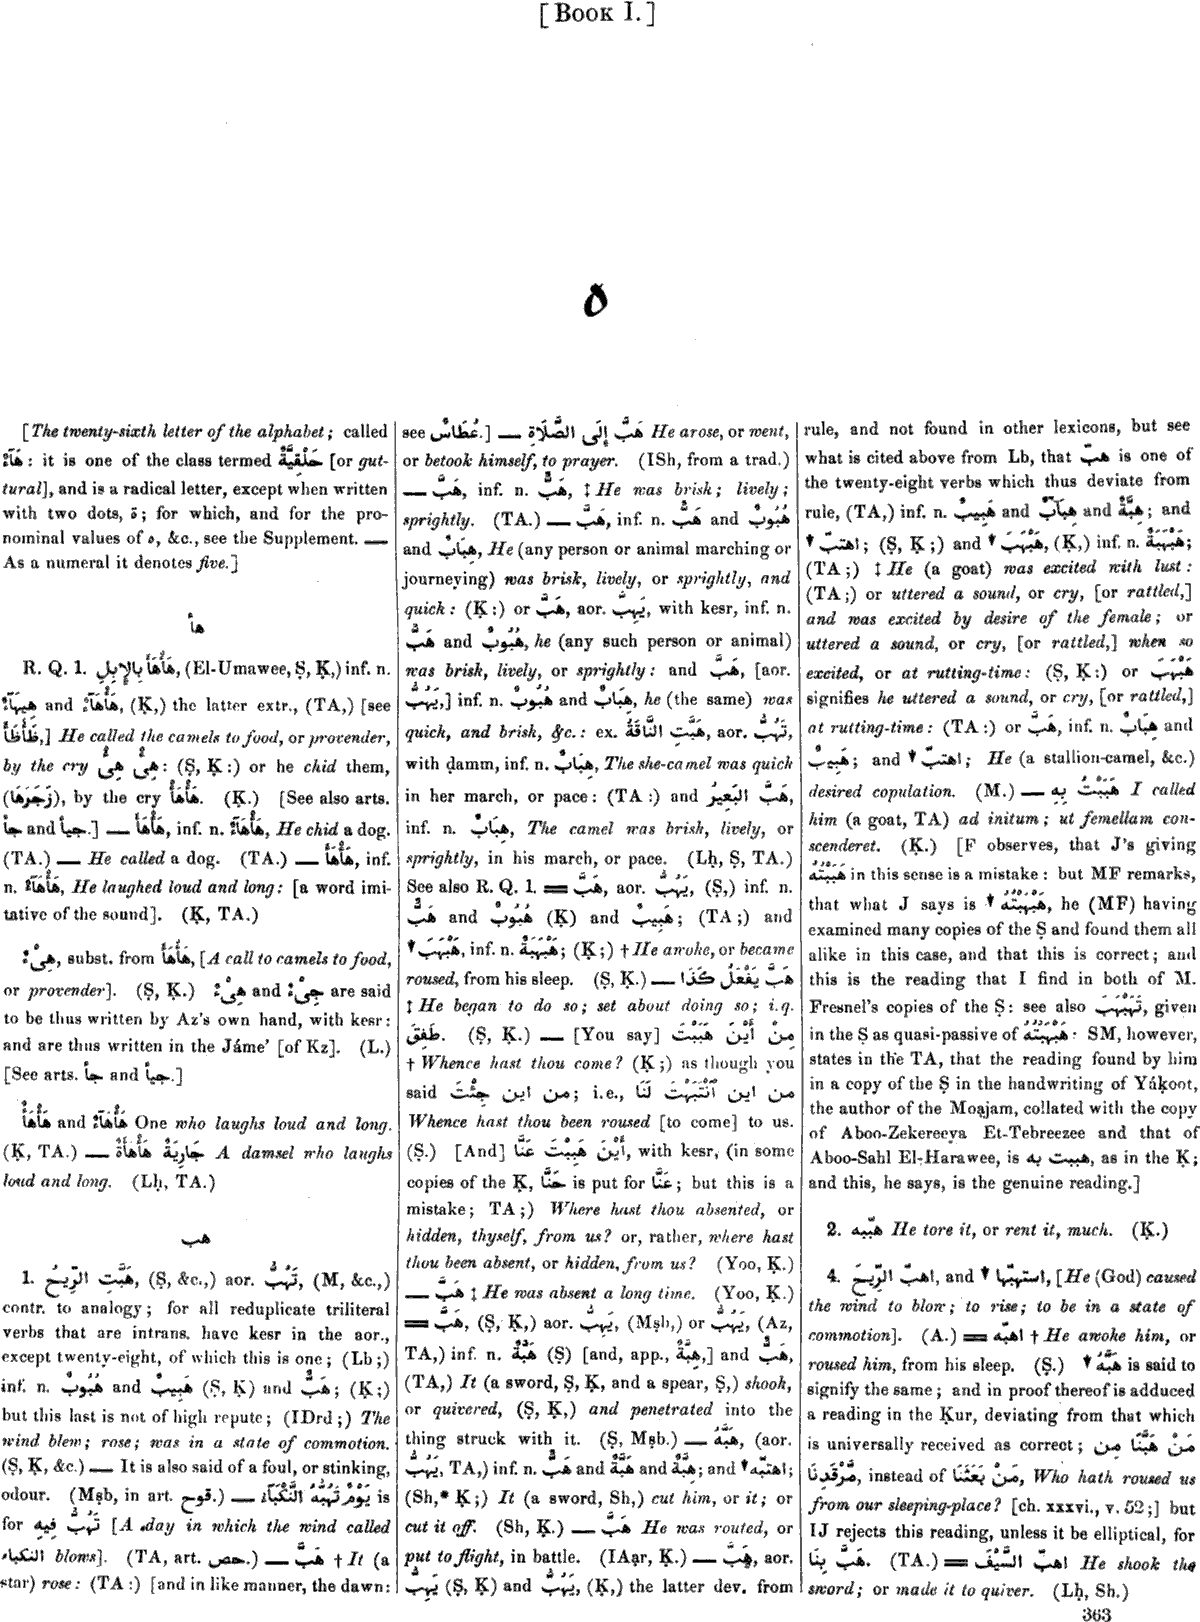 [BOOK I.]
ه
[The twenty-sixth letter of the alphabet; called
هَآءٌ: it is one of the class termed حَلْقِيَّةٌ [or gut-
tural], and is a radical letter, except when written
with two dots, ة; for which, and for the pro-
nominal values of ه, &c., see the Supplement. —
As a numeral it denotes five.]
هأ
R. Q. 1. هَأْهَأَ بِالإِبِلِ, (El-Umawee, Ṣ, Ḳ,) inf. n.
هِيهَآءٌ and هَأْهَآءٌ, (Ḳ,) the latter extr., (TA,) [see
ظَأْظَأَ,] He called the camels to food, or provender,
by the cry هِئْ هِئْ: (Ṣ, Ḳ:) or he chid them,
(زَجَرَهَا), by the cry هَأْهَأْ. (Ḳ.) [See also arts.
جأ and جيأ.] — هَأْهَأَ, inf. n. هَأْهَآءٌ, He chid a dog.
(TA.) — He called a dog. (TA.) — هَأْهَأَ, inf.
n. هَأْهَآءٌ, He laughed loud and long: [a word imi-
tative of the sound]. (Ḳ, TA.)
هِىْءٌ, subst. from هَأْهَأَ, [A call to camels to food,
or provender]. (Ṣ, Ḳ.) هِىْءٌ and جِىْءٌ are said
to be thus written by Az's own hand, with kesr:
and are thus written in the Jáme' [of Kz]. (L.)
[See arts. جأ and جيأ.]
هَأْهَأٌ and هَأْهَآءٌ One who laughs loud and long.
(Ḳ, TA.) — جَارِيَةٌ هَأْهَأَةٌ A damsel who laughs
loud and long. (Lḥ, TA.)
هب
1. هَبَّتِ الرِّيحُ, (Ṣ, &c.,) aor. تَهُبُّ, (M, &c.,)
contr. to analogy; for all reduplicate triliteral
verbs that are intrans. have kesr in the aor.,
except twenty-eight, of which this is one; (Lb;)
inf. n. هُبُوبٌ and هَبِيبٌ (Ṣ, Ḳ) and هَبٌّ; (Ḳ;)
but this last is not of high repute; (IDrd;) The
wind blew; rose; was in a state of commotion.
(Ṣ, Ḳ, &c.) — It is also said of a foul, or stinking,
odour. (Mṣb, in art. فوح.) — يَوْمٌ تَهُبُّهُ النَّكْبَآءُ is
for تَهُبُّ فِيهِ [A day in which the wind called
النكباء blows]. (TA, art. حص.) — هَبَّ † It (a
star) rose: (TA:) [and in like manner, the dawn:
see عُطَاسٌ.] — هَبَّ إِلَى الصَّلَاةِ He arose, or went,
or betook himself, to prayer. (ISh, from a trad.)
— هَبَّ, inf. n. هَبٌّ, ‡ He was brisk; lively;
sprightly. (TA.) — هَبَّ, inf. n. هَبٌّ and هُبُوبٌ
and هِبَابٌ, He (any person or animal marching or
journeying) was brisk, lively, or sprightly, and
quick: (Ḳ:) or هَبَّ, aor. يَهِبُّ, with kesr, inf. n.
هَبٌّ and هُبُوبٌ, he (any such person or animal)
was brisk, lively, or sprightly: and هَبَّ, [aor.
يَهُبُّ,] inf. n. هُبُوبٌ and هِبَابٌ, he (the same) was
quick, and brisk, &c.: ex. هَبَّتِ النَّاقَةُ, aor. تَهُبُّ,
with ḍamm, inf. n. هِبَابٌ, The she-camel was quick
in her march, or pace: (TA:) and هَبَّ البَعِيرُ,
inf. n. هِبَابٌ, The camel was brisk, lively, or
sprightly, in his march, or pace. (Lḥ, Ṣ, TA.)
See also R. Q. 1. = هَبَّ, aor. يَهُبُّ, (Ṣ,) inf. n.
هَبٌّ and هُبُوبٌ (Ḳ) and هَبِيبٌ; (TA;) and
▼ هَبْهَبَ, inf. n. هَبْهَبَةٌ; (Ḳ;) † He awoke, or became
roused, from his sleep. (Ṣ, Ḳ.) — هَبَّ يَفْعَلُ كَذَا
‡ He began to do so; set about doing so; i.q.
طَفِقَ. (Ṣ, Ḳ.) — [You say] مِنْ أَيْنَ هَبَبْتَ
† Whence hast thou come? (Ḳ;) as though you
said من اين جِئْتَ; i.e., من اين ٱنْتَبَهْتَ لَنَا
Whence hast thou been roused [to come] to us.
(Ṣ.) [And] أَيْنَ هَبِبْتَ عَنَّا, with kesr, (in some
copies of the Ḳ, حَنَّا is put for عَنَّا; but this is a
mistake; TA;) Where hast thou absented, or
hidden, thyself, from us? or, rather, where hast
thou been absent, or hidden, from us? (Yoo, Ḳ.)
— هَبَّ ‡ He was absent a long time. (Yoo, Ḳ.)
= هَبَّ, (Ṣ, Ḳ,) aor. يَهِبُّ, (Mṣb,) or يَهُبُّ, (Az,
TA,) inf. n. هَبَّةٌ (Ṣ) [and, app., هِبَّةٌ,] and هَبٌّ,
(TA,) It (a sword, Ṣ, Ḳ, and a spear, Ṣ,) shook,
or quivered, (Ṣ, Ḳ,) and penetrated into the
thing struck with it. (Ṣ, Mṣb.) — هَبَّهُ, (aor.
يَهُبُّ, TA,) inf. n. هَبٌّ and هَبَّةٌ and هِبَّةٌ; and ▼ اهتبّه;
(Sh,* Ḳ;) It (a sword, Sh,) cut him, or it; or
cut it off. (Sh, Ḳ.) — هَبَّ He was routed, or
put to flight, in battle. (IAạr, Ḳ.) — هَبَّ, aor.
يَهِبُّ (Ṣ, Ḳ) and يَهُبُّ, (Ḳ,) the latter dev. from
rule, and not found in other lexicons, but see
what is cited above from Lb, that هبّ is one of
the twenty-eight verbs which thus deviate from
rule, (TA,) inf. n. هَبِيبٌ and هِبَابٌ and هِبَّةٌ; and
▼ اهتبّ; (Ṣ, Ḳ;) and ▼ هَبْهَبَ, (Ḳ,) inf. n. هَبْهَبَةٌ;
(TA;) ‡ He (a goat) was excited with lust:
(TA;) or uttered a sound, or cry, [or rattled,]
and was excited by desire of the female; or
uttered a sound, or cry, [or rattled,] when so
excited, or at rutting-time: (Ṣ, Ḳ:) or هَبْهَبَ
signifies he uttered a sound, or cry, [or rattled,]
at rutting-time: (TA:) or هَبَّ, inf. n. هِبَابٌ and
هَبِيبٌ; and ▼ اهتبّ; He (a stallion-camel, &c.)
desired copulation. (M.) — هَبَبْتُ بِهِ I called
him (a goat, TA) ad initum; ut femellam con-
scenderet. (Ḳ.) [F observes, that J's giving
هَبَبْتُهُ in this sense is a mistake: but MF remarks,
that what J says is ▼ هَبْهَبْتُهُ, he (MF) having
examined many copies of the Ṣ and found them all
alike in this case, and that this is correct; and
this is the reading that I find in both of M.
Fresnel's copies of the Ṣ: see also تَهَبْهَبَ, given
in the Ṣ as quasi-passive of هَبْهَبْتُهُ: SM, however,
states in the TA, that the reading found by him
in a copy of the Ṣ in the handwriting of Yáḳoot,
the author of the Moạjam, collated with the copy
of Aboo-Zekereeya Et-Tebreezee and that of
Aboo-Sahl El-Harawee, is هببت به, as in the Ḳ;
and this, he says, is the genuine reading.]
2. هبّبه He tore it, or rent it, much. (Ḳ.)
4. اهبّ الرِّيحَ, and ▼ استهبّها, [He (God) caused
the wind to blow; to rise; to be in a state of
commotion]. (A.) = اهبّه † He awoke him, or
roused him, from his sleep. (Ṣ.) ▼ هَبَّهُ is said to
signify the same; and in proof thereof is adduced
a reading in the Ḳur, deviating from that which
is universally received as correct; مَنْ هَبَّنَا مِن
مَّرْقَدِنَا, instead of مَنْ بَعَثَنَا, Who hath roused us
from our sleeping-place? [ch. xxxvi., v. 52;] but
IJ rejects this reading, unless it be elliptical, for
هَبَّ بِنَا. (TA.) = اهبّ السَّيْفَ He shook the
sword; or made it to quiver. (Lḥ, Sh.)
363